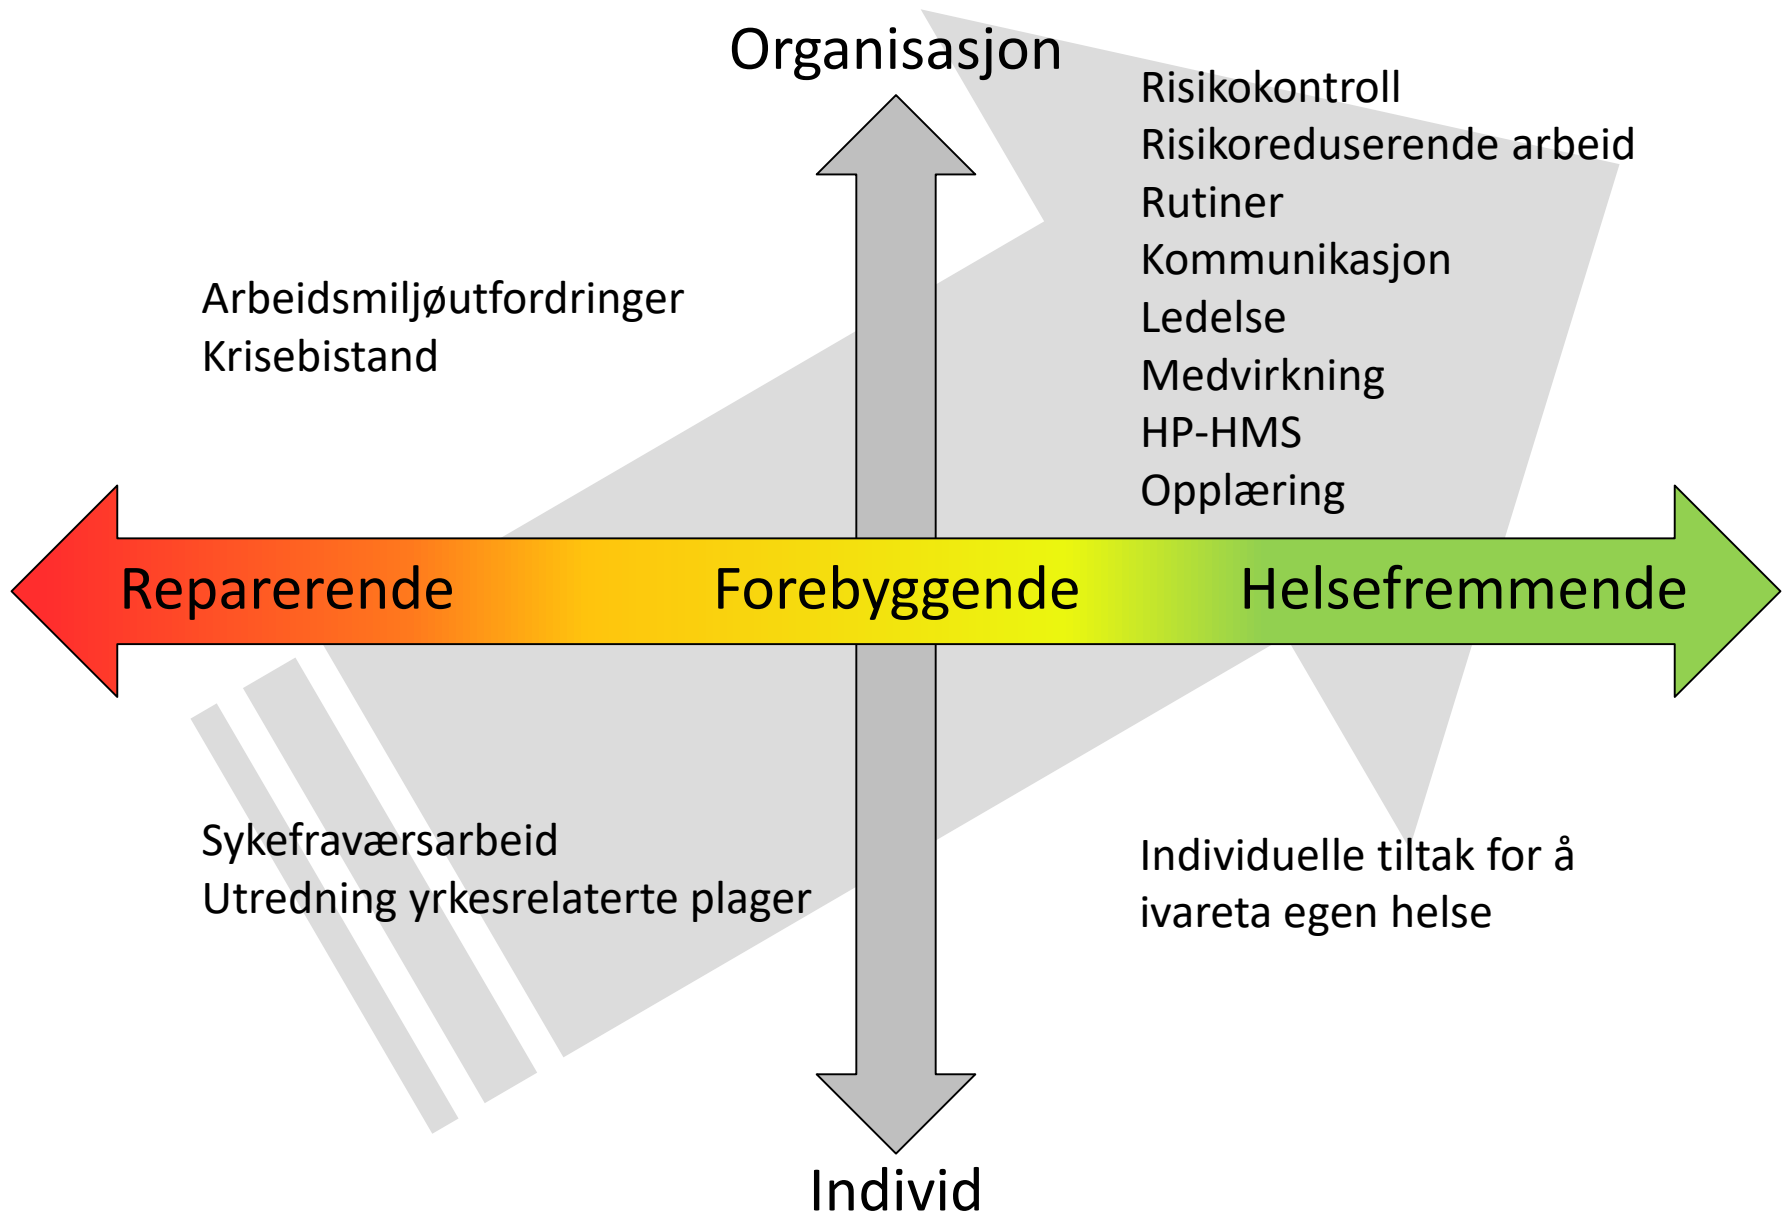 Organisasjon
Risikokontroll
Risikoreduserende arbeid
Rutiner
Kommunikasjon
Ledelse
Medvirkning
HP-HMS
Opplæring
Arbeidsmiljøutfordringer
Krisebistand
Reparerende
Forebyggende
Helsefremmende
Sykefraværsarbeid
Utredning yrkesrelaterte plager
Individuelle tiltak for å
ivareta egen helse
Individ